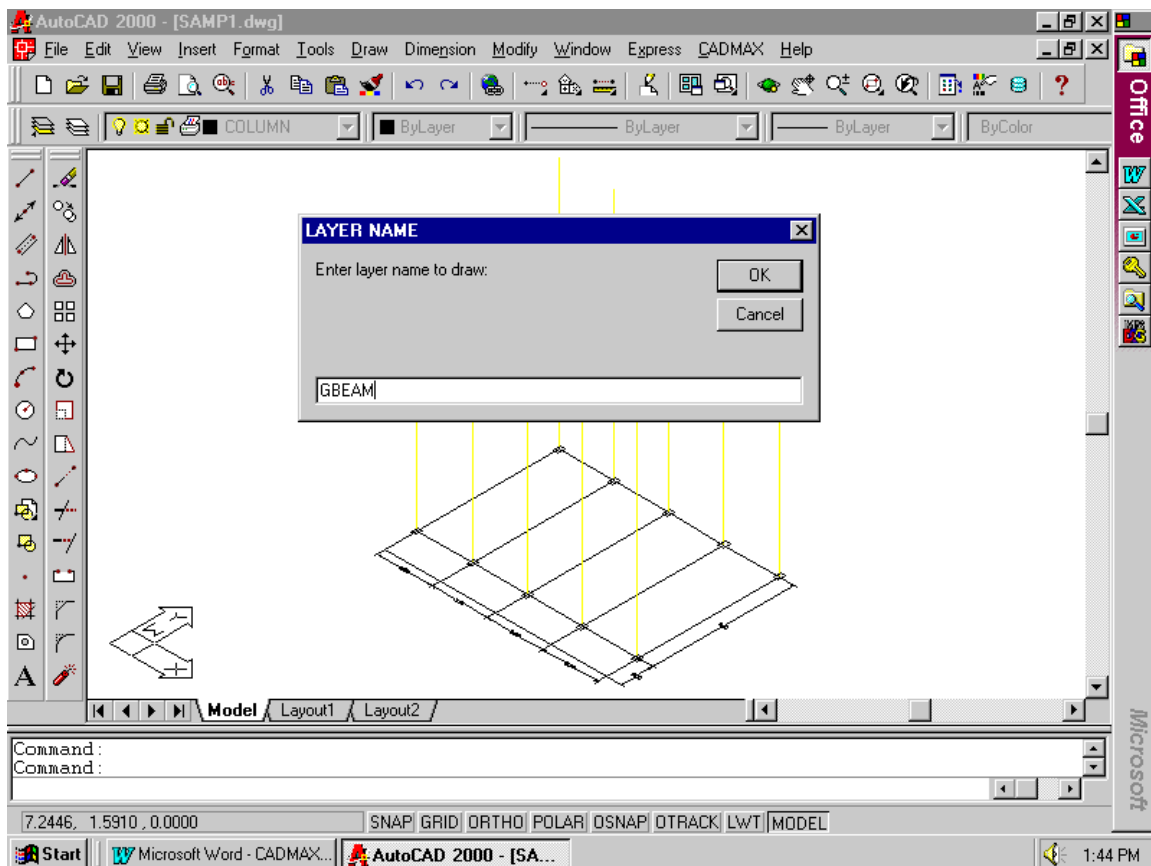 AutoCAD 2000 - [SAMP1.dwg]
File Edit View Insert Format Tools Draw Dimension Modify Window Express CADMAX Help
COLUMN ByLayer ByLayer ByLayer ByColor
Office
LAYER NAME
Enter layer name to draw:
OK
Cancel
GBEAM
Y
X
A
Model Layout1 Layout2
Microsoft
Command:
Command:
7.2446, 1.5910 , 0.0000 SNAP GRID ORTHO POLAR OSNAP OTRACK LWT MODEL
Start Microsoft Word - CADMAX... AutoCAD 2000 - [SA... 1:44 PM